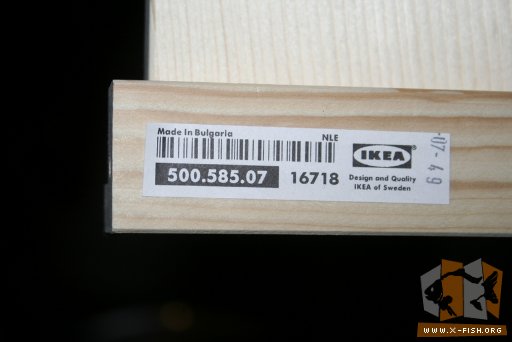 Made In Bulgaria NLE
500.585.07 16718
IKEA
Design and Quality
IKEA of Sweden
-07-49
WWW.X-FISH.ORG